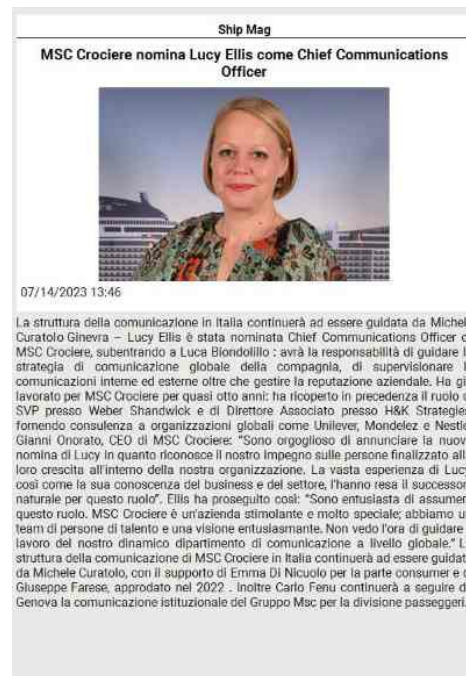 Ship Mag
MSC Crociere nomina Lucy Ellis come Chief Communications
Officer
07/14/2023 13:46
La struttura della comunicazione in Italia continuerà ad essere guidata da Michel
Curatolo Ginevra – Lucy Ellis è stata nominata Chief Communications Officer d
MSC Crociere, subentrando a Luca Biondolillo : avrà la responsabilità di guidare l
strategia di comunicazione globale della compagnia, di supervisionare l
comunicazioni interne ed esterne oltre che gestire la reputazione aziendale. Ha gi
lavorato per MSC Crociere per quasi otto anni: ha ricoperto in precedenza il ruolo d
SVP presso Weber Shandwick e di Direttore Associato presso H&K Strategie
fornendo consulenza a organizzazioni globali come Unilever, Mondelez e Nestlé
Gianni Onorato, CEO di MSC Crociere: “Sono orgoglioso di annunciare la nuov
nomina di Lucy in quanto riconosce il nostro impegno sulle persone finalizzato all
loro crescita all'interno della nostra organizzazione. La vasta esperienza di Lucy
così come la sua conoscenza del business e del settore, l'hanno resa il successor
naturale per questo ruolo”. Ellis ha proseguito così: “Sono entusiasta di assumer
questo ruolo. MSC Crociere è un'azienda stimolante e molto speciale; abbiamo u
team di persone di talento e una visione entusiasmante. Non vedo l'ora di guidare i
lavoro del nostro dinamico dipartimento di comunicazione a livello globale.” L
struttura della comunicazione di MSC Crociere in Italia continuerà ad essere guidat
da Michele Curatolo, con il supporto di Emma Di Nicuolo per la parte consumer e d
Giuseppe Farese, approdato nel 2022 . Inoltre Carlo Fenu continuerà a seguire d
Genova la comunicazione istituzionale del Gruppo Msc per la divisione passeggeri.